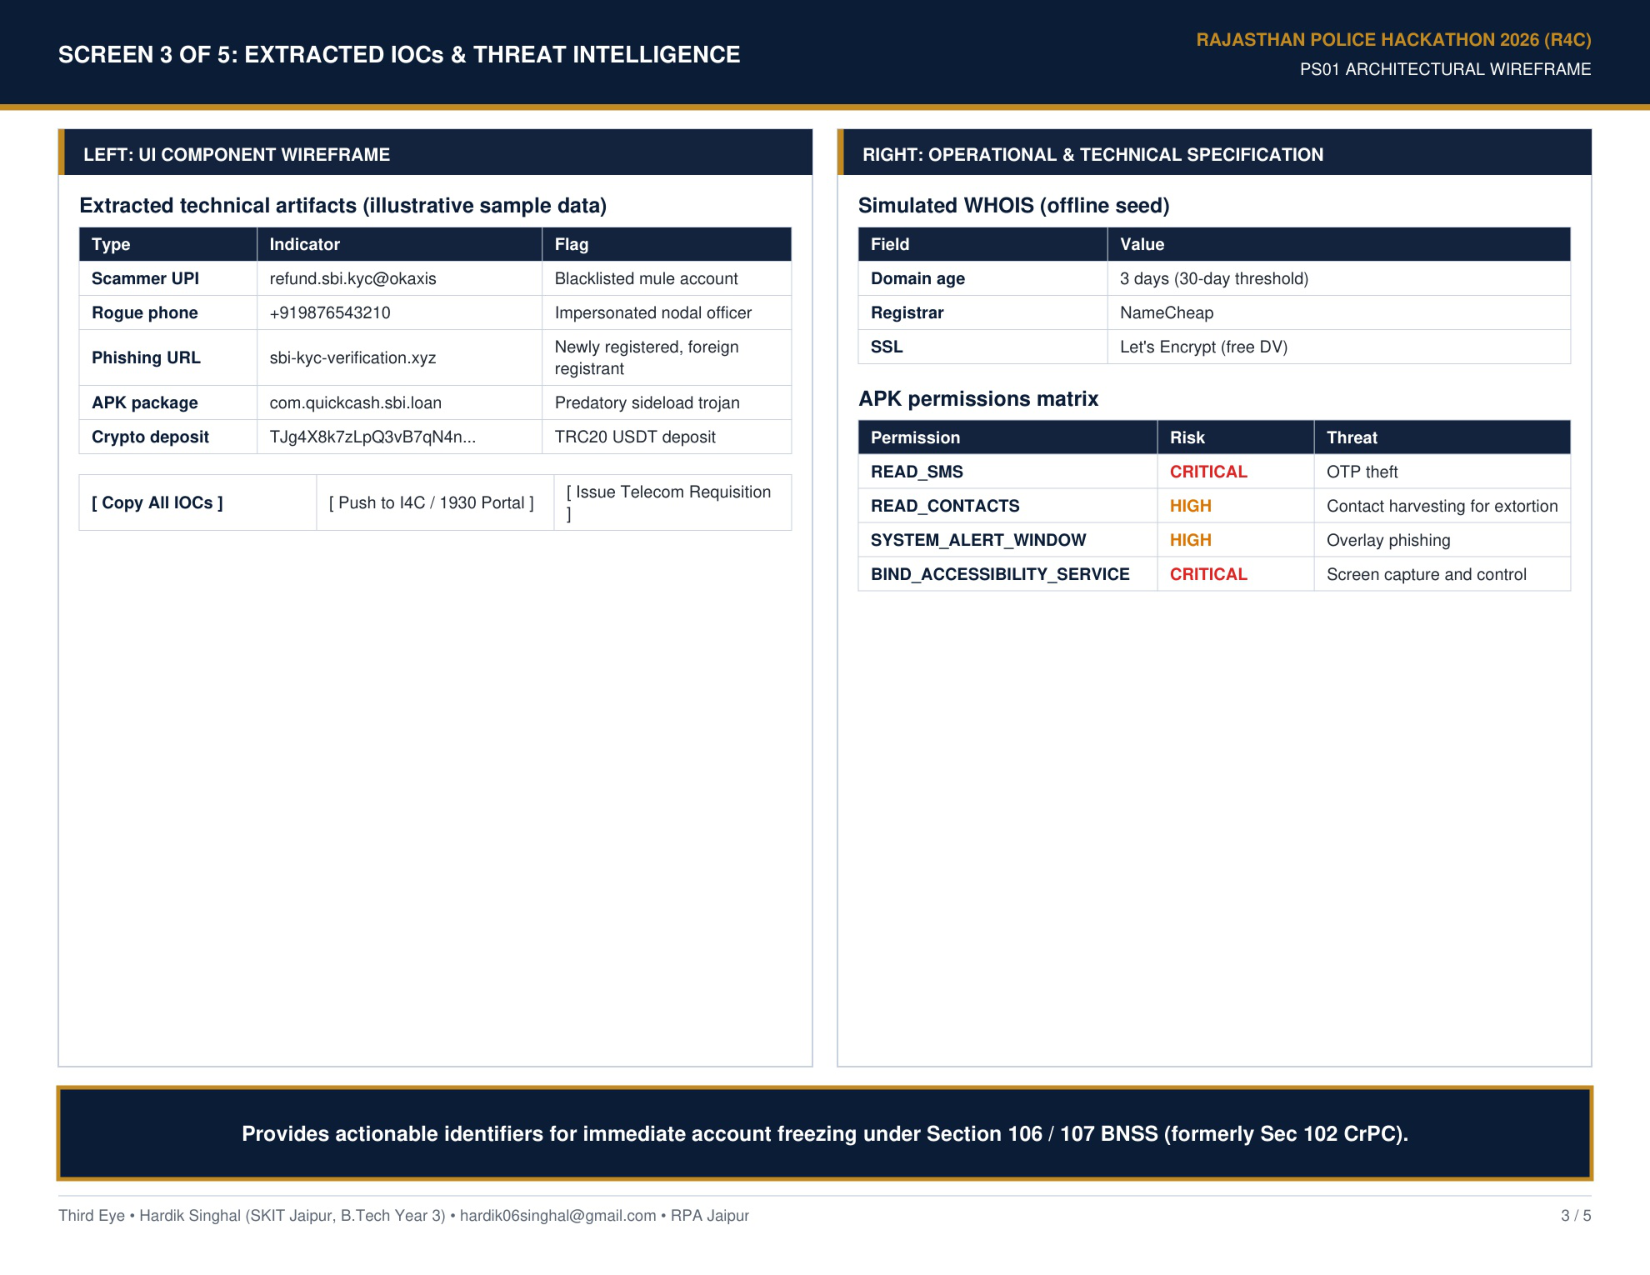 SCREEN 3 OF 5: EXTRACTED IOCs & THREAT INTELLIGENCE
RAJASTHAN POLICE HACKATHON 2026 (R4C)
PS01 ARCHITECTURAL WIREFRAME
LEFT: UI COMPONENT WIREFRAME
Extracted technical artifacts (illustrative sample data)
Type Indicator Flag
Scammer UPI refund.sbi.kyc@okaxis Blacklisted mule account
Rogue phone +919876543210 Impersonated nodal officer
Phishing URL sbi-kyc-verification.xyz Newly registered, foreign
registrant
APK package com.quickcash.sbi.loan Predatory sideload trojan
Crypto deposit TJg4X8k7zLpQ3vB7qN4n... TRC20 USDT deposit
[ Copy All IOCs ] [ Push to I4C / 1930 Portal ] [ Issue Telecom Requisition
]
RIGHT: OPERATIONAL & TECHNICAL SPECIFICATION
Simulated WHOIS (offline seed)
Field Value
Domain age 3 days (30-day threshold)
Registrar NameCheap
SSL Let's Encrypt (free DV)
APK permissions matrix
Permission Risk Threat
READ_SMS CRITICAL OTP theft
READ_CONTACTS HIGH Contact harvesting for extortion
SYSTEM_ALERT_WINDOW HIGH Overlay phishing
BIND_ACCESSIBILITY_SERVICE CRITICAL Screen capture and control
Provides actionable identifiers for immediate account freezing under Section 106 / 107 BNSS (formerly Sec 102 CrPC).
Third Eye • Hardik Singhal (SKIT Jaipur, B.Tech Year 3) • hardik06singhal@gmail.com • RPA Jaipur
3 / 5